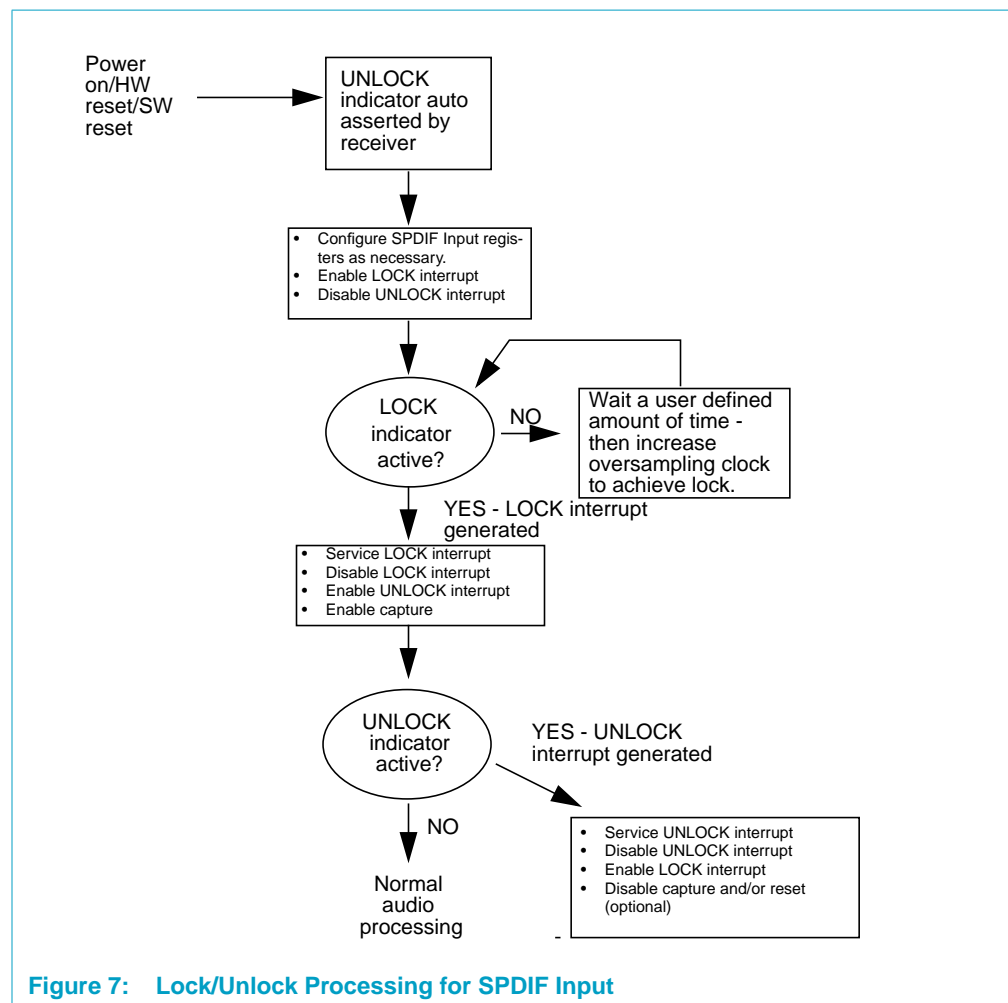 Power
on/HW
reset/SW
reset
UNLOCK
indicator auto
asserted by
receiver
• Configure SPDIF Input regis-
ters as necessary.
• Enable LOCK interrupt
• Disable UNLOCK interrupt
LOCK
indicator
active?
NO
Wait a user defined
amount of time -
then increase
oversampling clock
to achieve lock.
YES - LOCK interrupt
generated
• Service LOCK interrupt
• Disable LOCK interrupt
• Enable UNLOCK interrupt
• Enable capture
UNLOCK
indicator
active?
YES - UNLOCK
interrupt generated
NO
• Service UNLOCK interrupt
• Disable UNLOCK interrupt
• Enable LOCK interrupt
• Disable capture and/or reset
(optional)
Normal
audio
processing
Figure 7: Lock/Unlock Processing for SPDIF Input